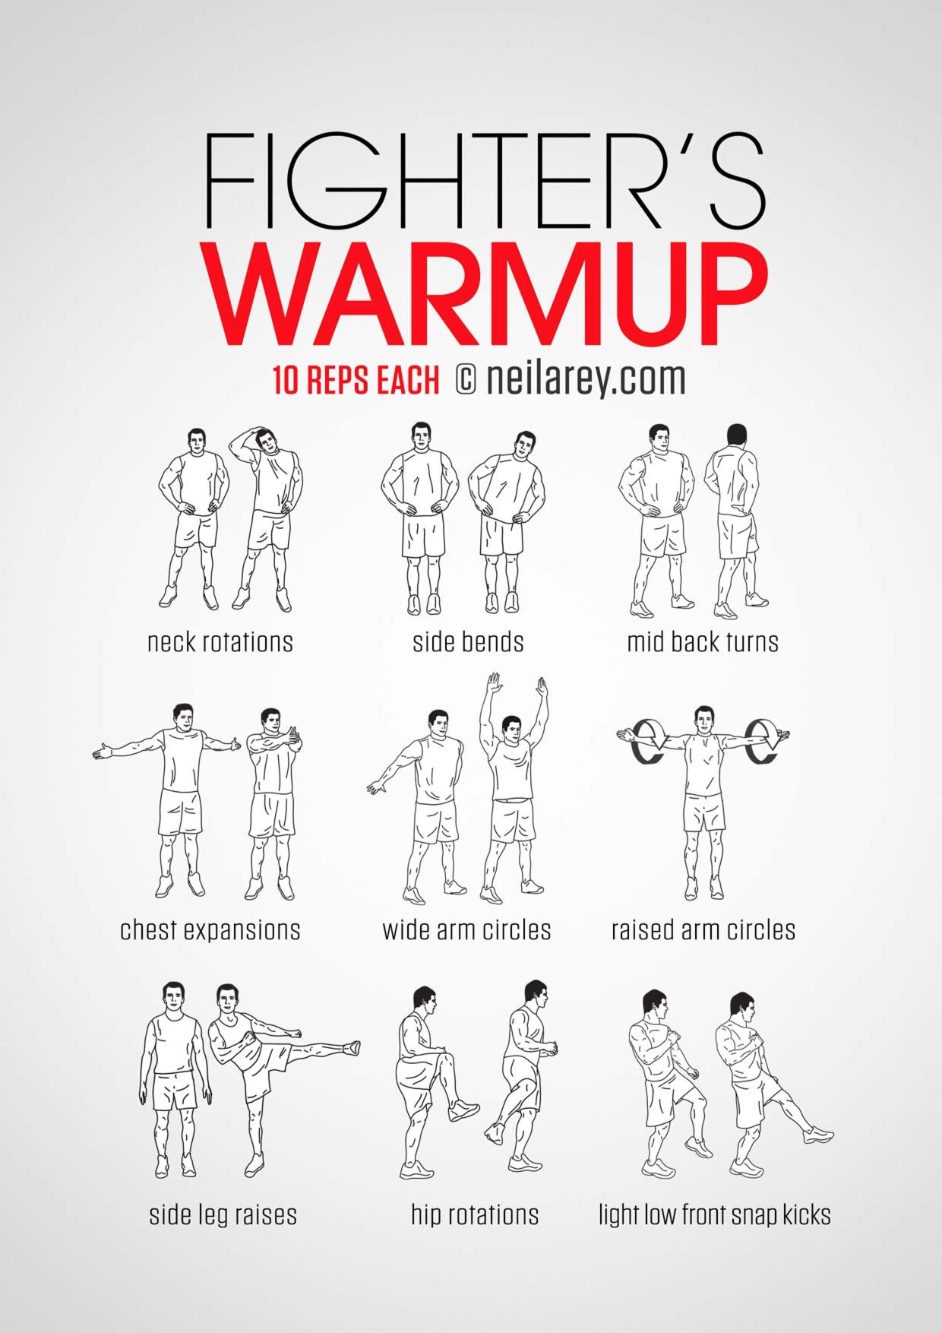 FIGHTER'S
WARMUP
10 REPS EACH © neilarey.com
neck rotations
side bends
mid back turns
chest expansions
wide arm circles
raised arm circles
side leg raises
hip rotations
light low front snap kicks